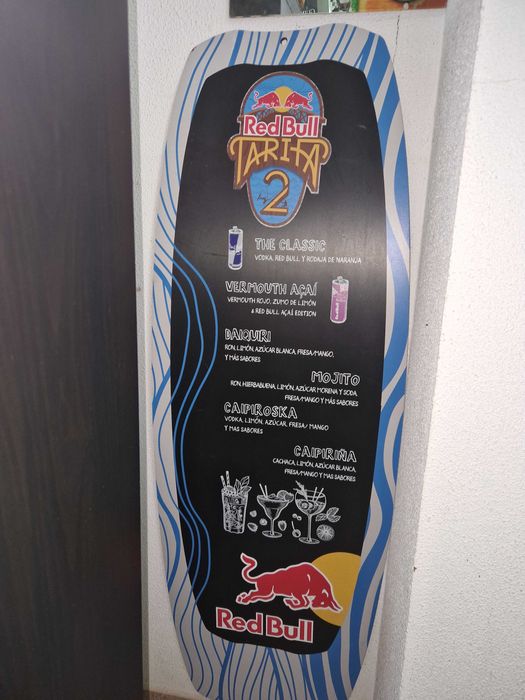 Red Bull
TARIFA
2
THE CLASSIC
VODKA, RED BULL Y RODAJA DE NARANJA
VERMOUTH AÇAÍ
VERMOUTH ROJO, ZUMO DE LIMÓN
& RED BULL AÇAÍ EDITION
DAIQUIRI
RON, LIMÓN, AZÚCAR BLANCA, FRESA/MANGO,
Y MÁS SABORES
MOJITO
RON, HIERBABUENA, LIMÓN, AZÚCAR MORENA Y SODA,
FRESA/MANGO Y MÁS SABORES
CAIPIROSKA
VODKA, LIMÓN, AZÚCAR, FRESA/ MANGO
Y MAS SABORES
CAIPIRIÑA
CACHACA, LIMÓN, AZÚCAR BLANCA,
FRESA/MANGO Y MAS SABORES
Red Bull